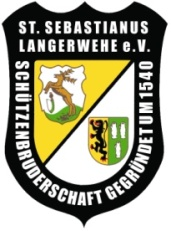 ST. SEBASTIANUS
LANGERWEHE e.V.
SCHÜTZENBRUDERSCHAFT GEGRÜNDET UM 1540